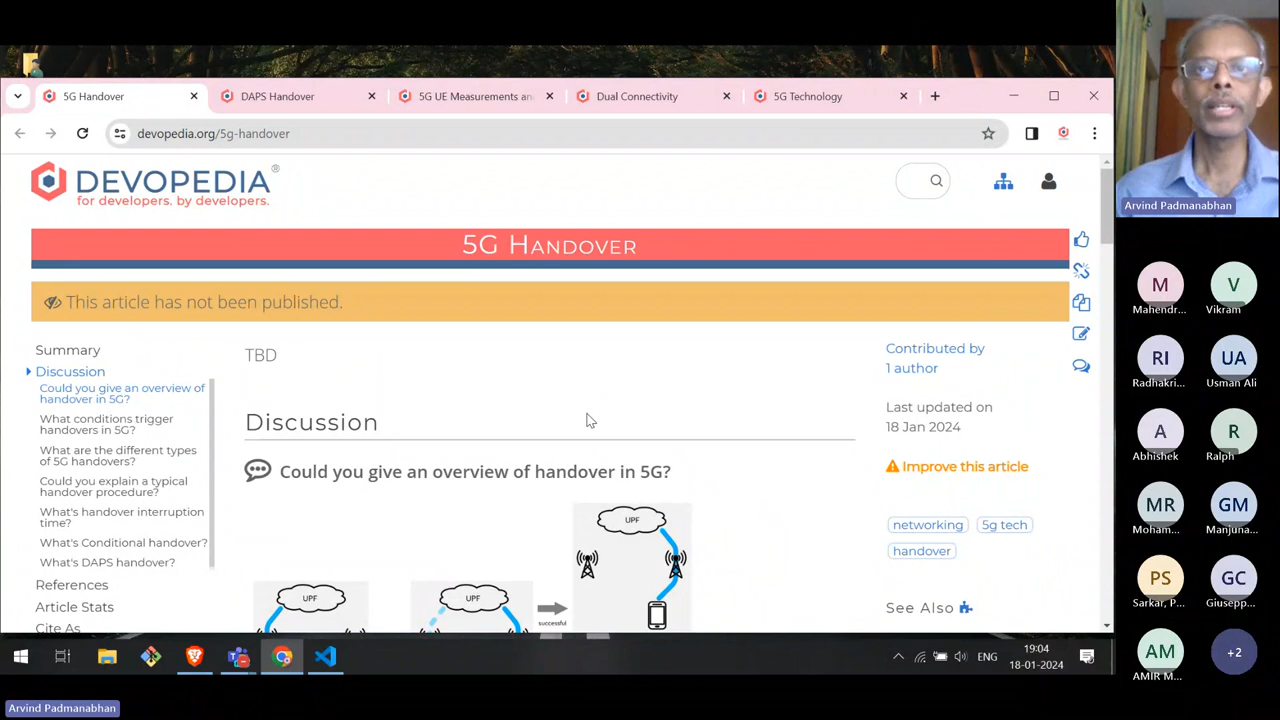 5G Handover
DAPS Handover
5G UE Measurements an
Dual Connectivity
5G Technology
devopedia.org/5g-handover
DEVOPEDIA®
for developers. by developers.
5G HANDOVER
This article has not been published.
Summary
Discussion
Could you give an overview of
handover in 5G?
What conditions trigger
handovers in 5G?
What are the different types
of 5G handovers?
Could you explain a typical
handover procedure?
What's handover interruption
time?
What's Conditional handover?
What's DAPS handover?
References
Article Stats
Cite As
TBD
Discussion
Could you give an overview of handover in 5G?
UPF
UPF
UPF
successful
Contributed by
1 author
Last updated on
18 Jan 2024
Improve this article
networking
5g tech
handover
See Also
ENG
19:04
18-01-2024
Arvind Padmanabhan
Arvind Padmanabhan
M
Mahendr...
V
Vikram
RI
Radhakri...
UA
Usman Ali
A
Abhishek
R
Ralph
MR
Moham...
GM
Manjuna...
PS
Sarkar, P...
GC
Giusepp...
AM
AMIR M...
+2